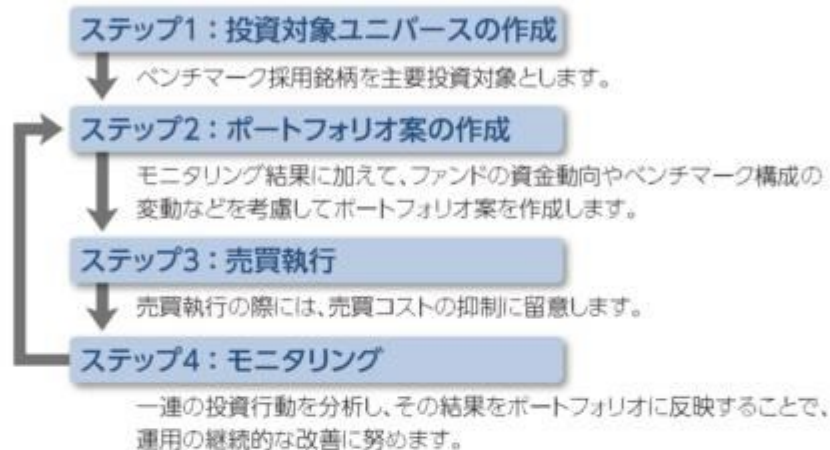 ステップ1：投資対象ユニバースの作成
ベンチマーク採用銘柄を主要投資対象とします。
ステップ2：ポートフォリオ案の作成
モニタリング結果に加えて、ファンドの資金動向やベンチマーク構成の
変動などを考慮してポートフォリオ案を作成します。
ステップ3：売買執行
売買執行の際には、売買コストの抑制に留意します。
ステップ4：モニタリング
一連の投資行動を分析し、その結果をポートフォリオに反映することで、
運用の継続的な改善に努めます。